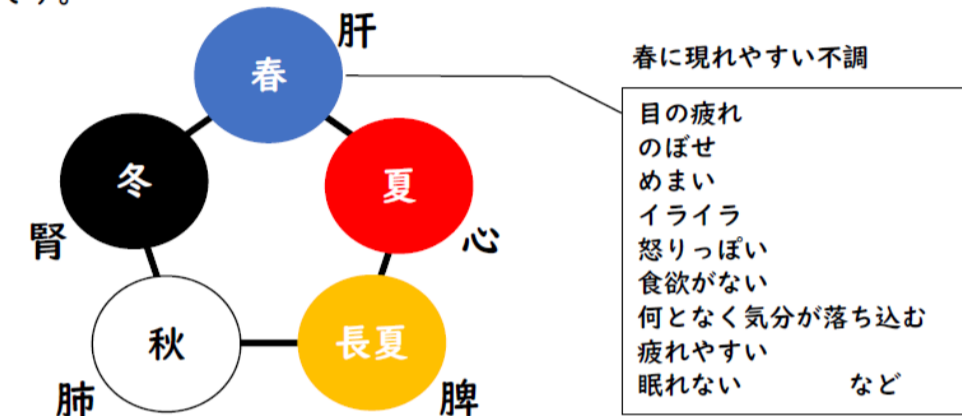 です。
肝
春
冬
夏
腎
心
秋
長夏
肺
脾
春に現れやすい不調
目の疲れ
のぼせ
めまい
イライラ
怒りっぽい
食欲がない
何となく気分が落ち込む
疲れやすい
眠れない など